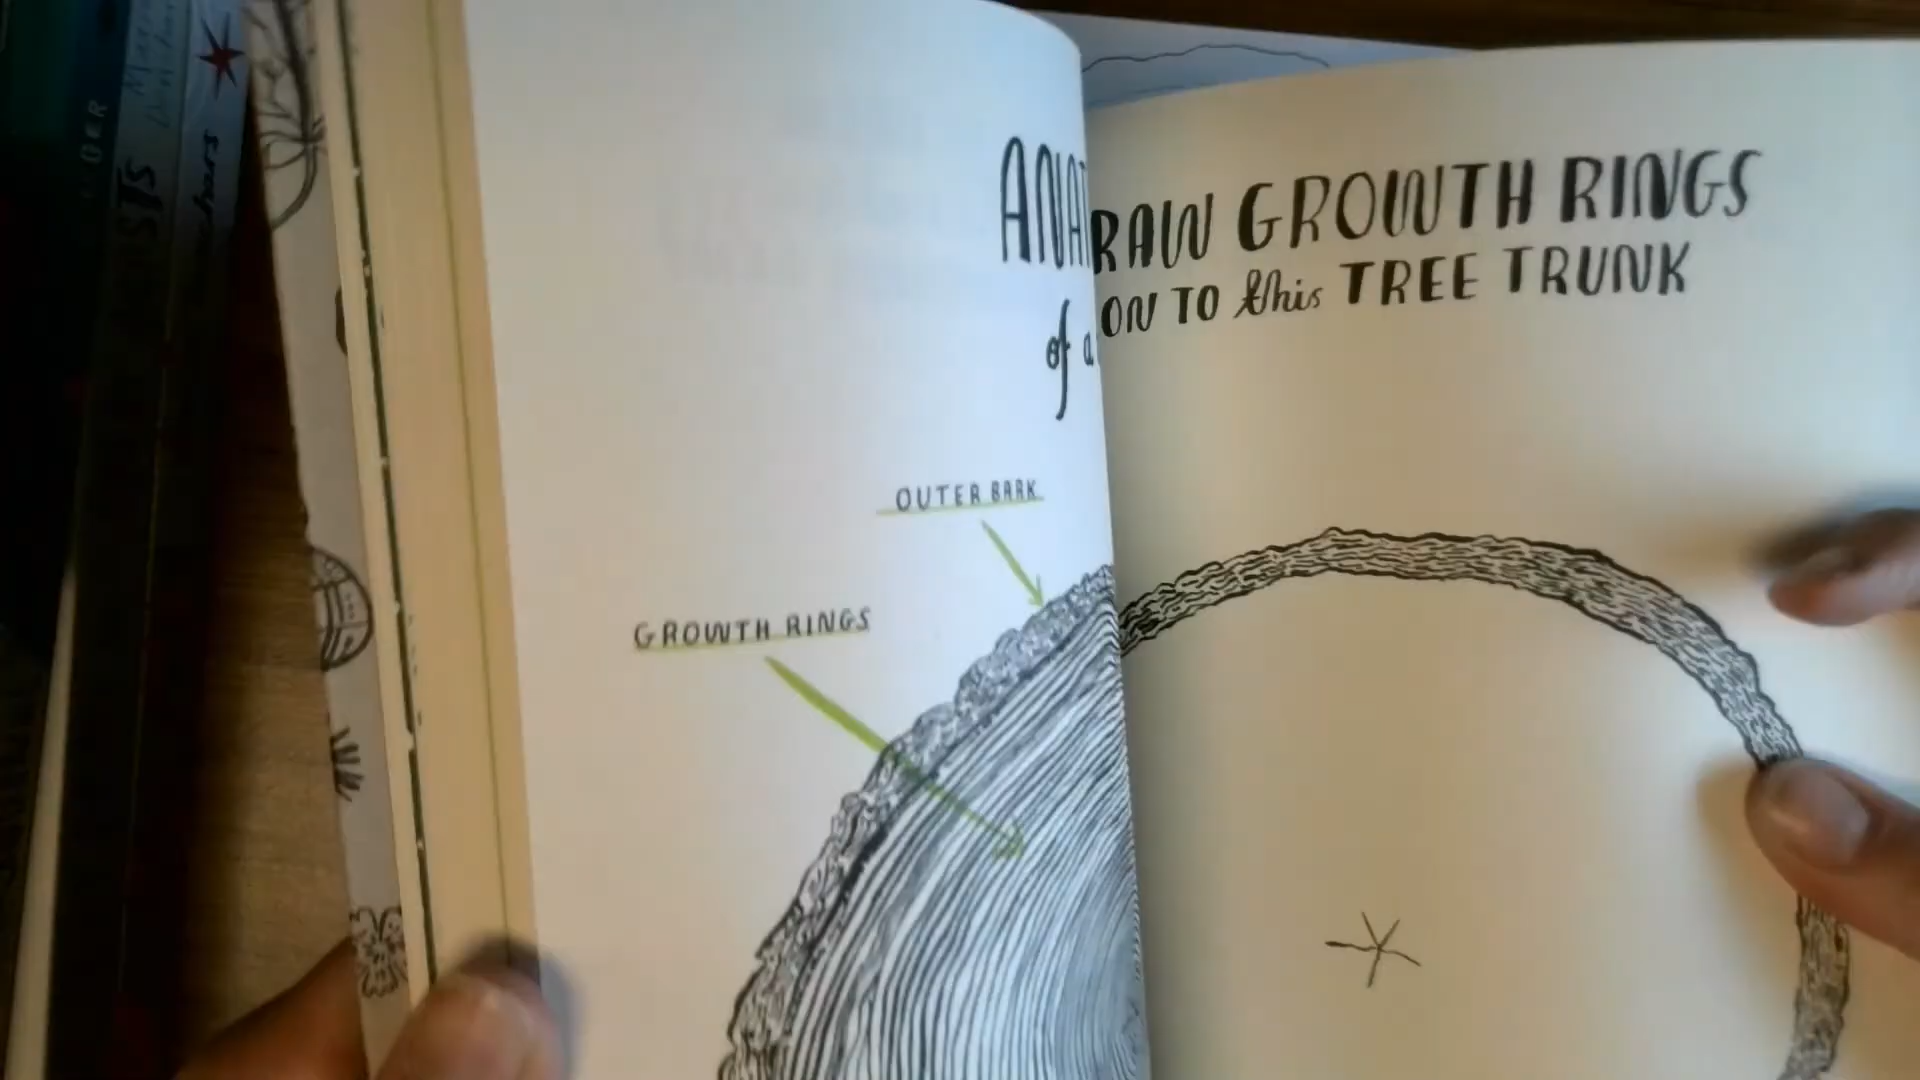 ANAT
of a
OUTER BARK
GROWTH RINGS
RAW GROWTH RINGS
ON TO this TREE TRUNK